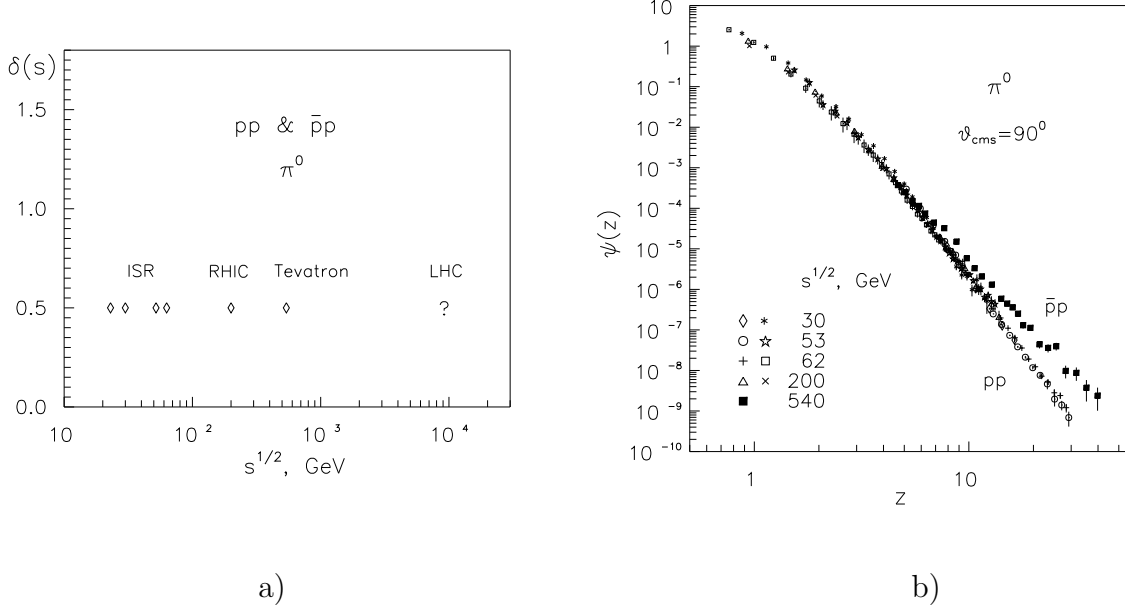 δ(s)
1.5
1.0
0.5
0.0
pp & p̄p
π⁰
ISR RHIC Tevatron LHC
?
10 10² 10³ 10⁴
s^1/2, GeV
a)
10
1
10⁻¹
10⁻²
10⁻³
10⁻⁴
10⁻⁵
10⁻⁶
10⁻⁷
10⁻⁸
10⁻⁹
10⁻¹⁰
ψ(z)
π⁰
ϑcms=90⁰
s^1/2, GeV
30
53
62
200
540
p̄p
pp
1 10
z
b)